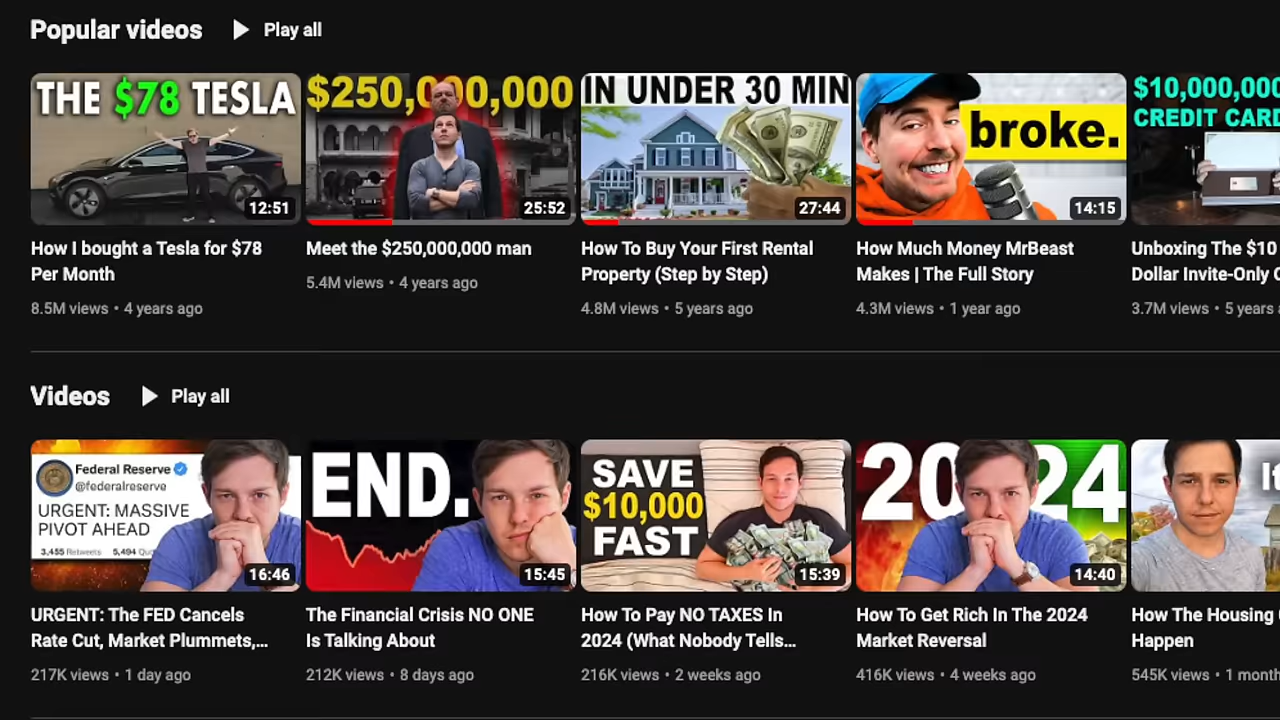 Popular videos Play all
THE $78 TESLA
12:51
$250,000,000
25:52
IN UNDER 30 MIN
27:44
broke.
14:15
$10,000,000
CREDIT CARD
How I bought a Tesla for $78
Per Month
8.5M views • 4 years ago
Meet the $250,000,000 man
5.4M views • 4 years ago
How To Buy Your First Rental
Property (Step by Step)
4.8M views • 5 years ago
How Much Money MrBeast
Makes | The Full Story
4.3M views • 1 year ago
Unboxing The $10
Dollar Invite-Only
3.7M views • 5 years
Videos Play all
Federal Reserve
@federalreserve
URGENT: MASSIVE
PIVOT AHEAD
3,455 Retweets 5,494 Quo
16:46
END.
15:45
SAVE
$10,000
FAST
15:39
2024
14:40
URGENT: The FED Cancels
Rate Cut, Market Plummets,...
217K views • 1 day ago
The Financial Crisis NO ONE
Is Talking About
212K views • 8 days ago
How To Pay NO TAXES In
2024 (What Nobody Tells...
216K views • 2 weeks ago
How To Get Rich In The 2024
Market Reversal
416K views • 4 weeks ago
How The Housing
Happen
545K views • 1 month